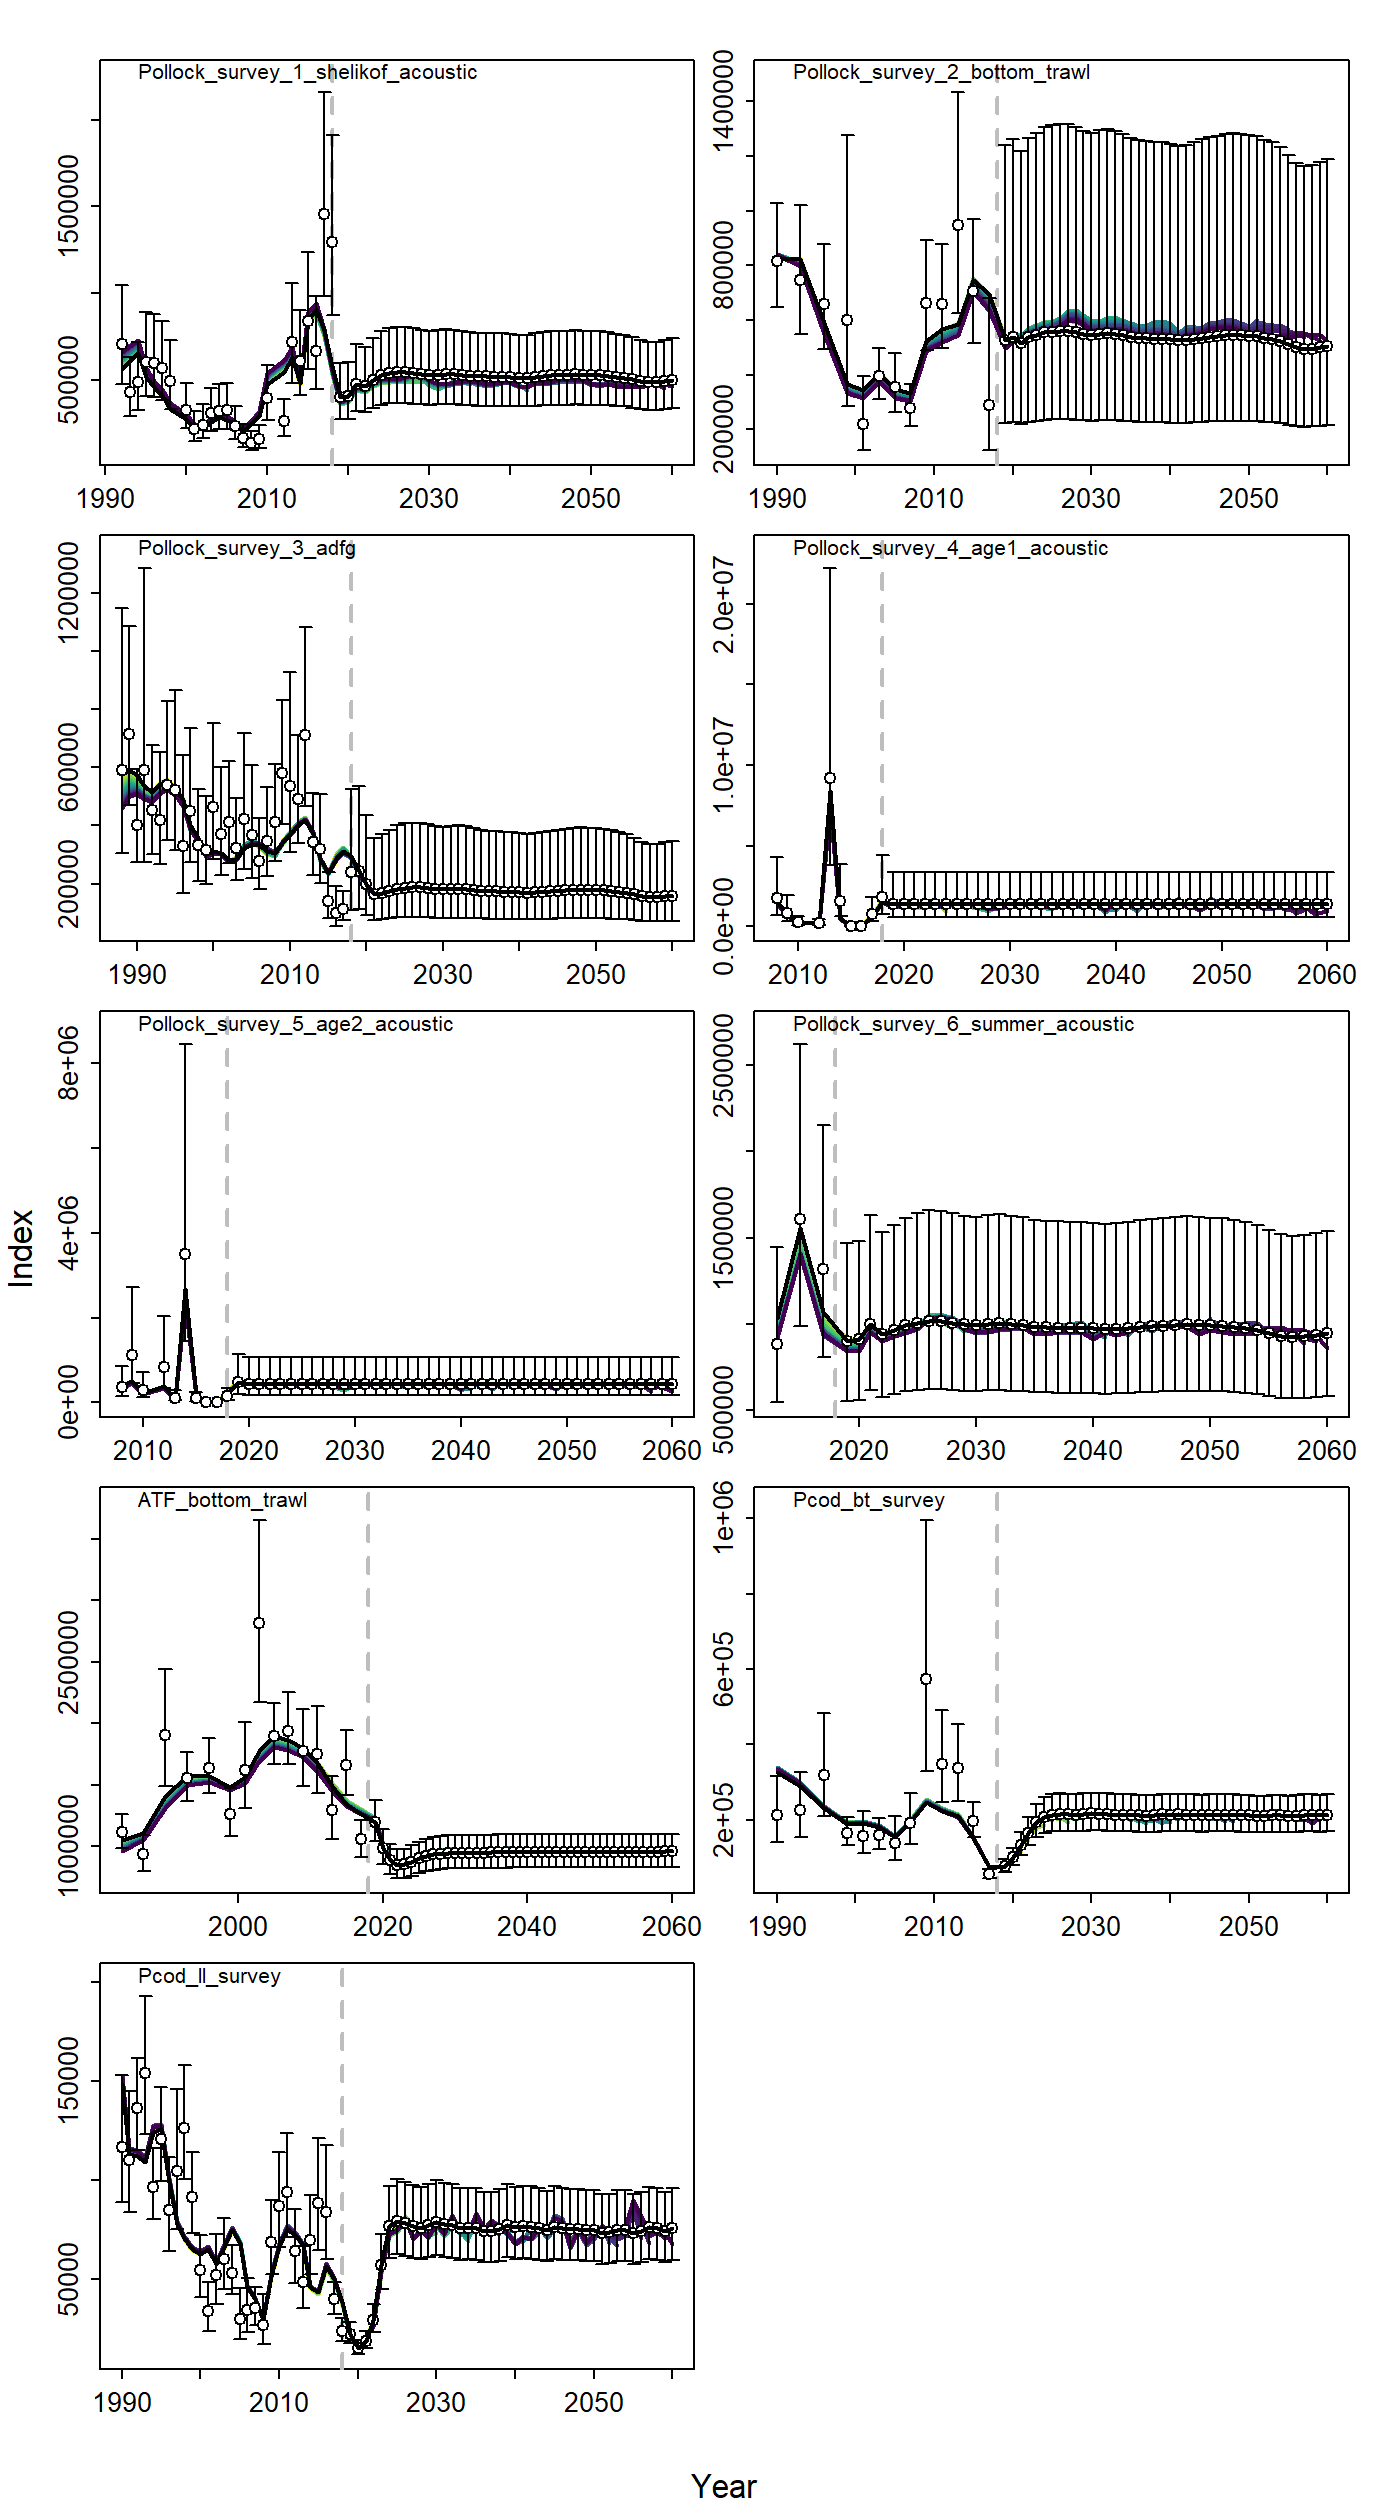 Pollock_survey_1_shelikof_acoustic
500000 1500000
1990 2010 2030 2050
Pollock_survey_2_bottom_trawl
200000 800000 1400000
1990 2010 2030 2050
Pollock_survey_3_adfg
200000 600000 1200000
1990 2010 2030 2050
Pollock_survey_4_age1_acoustic
0.0e+00 1.0e+07 2.0e+07
2010 2020 2030 2040 2050 2060
Pollock_survey_5_age2_acoustic
0e+00 4e+06 8e+06
2010 2020 2030 2040 2050 2060
Pollock_survey_6_summer_acoustic
500000 1500000 2500000
2020 2030 2040 2050 2060
ATF_bottom_trawl
1000000 2500000
2000 2020 2040 2060
Pcod_bt_survey
2e+05 6e+05 1e+06
1990 2010 2030 2050
Pcod_ll_survey
50000 150000
1990 2010 2030 2050
Index
Year